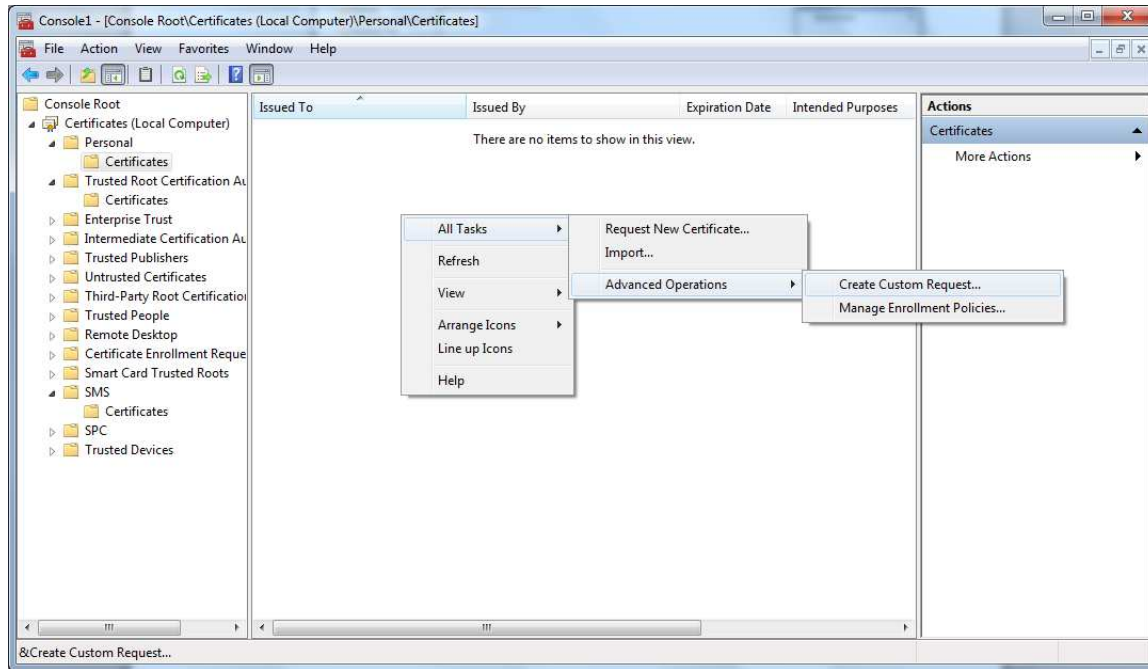 Console1 - [Console Root\Certificates (Local Computer)\Personal\Certificates]
File Action View Favorites Window Help
Console Root
Certificates (Local Computer)
Personal
Certificates
Trusted Root Certification Au
Certificates
Enterprise Trust
Intermediate Certification Au
Trusted Publishers
Untrusted Certificates
Third-Party Root Certification
Trusted People
Remote Desktop
Certificate Enrollment Reque
Smart Card Trusted Roots
SMS
Certificates
SPC
Trusted Devices
Issued To Issued By Expiration Date Intended Purposes
There are no items to show in this view.
All Tasks
Refresh
View
Arrange Icons
Line up Icons
Help
Request New Certificate...
Import...
Advanced Operations
Create Custom Request...
Manage Enrollment Policies...
Actions
Certificates
More Actions
&Create Custom Request...